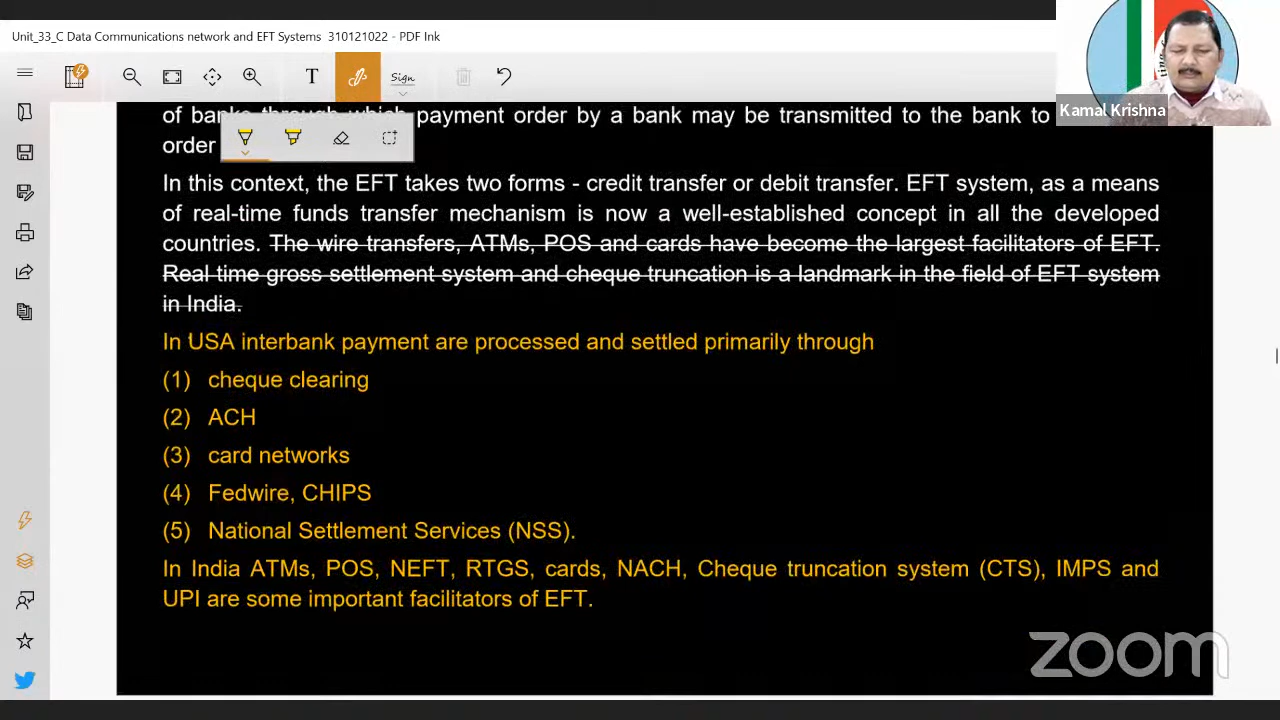 Unit_33_C Data Communications network and EFT Systems 310121022 - PDF Ink
T
Sign
Kamal Krishna
of banks through which payment order by a bank may be transmitted to the bank to
order
In this context, the EFT takes two forms - credit transfer or debit transfer. EFT system, as a means
of real-time funds transfer mechanism is now a well-established concept in all the developed
countries. The wire transfers, ATMs, POS and cards have become the largest facilitators of EFT.
Real time gross settlement system and cheque truncation is a landmark in the field of EFT system
in India.
In USA interbank payment are processed and settled primarily through
(1) cheque clearing
(2) ACH
(3) card networks
(4) Fedwire, CHIPS
(5) National Settlement Services (NSS).
In India ATMs, POS, NEFT, RTGS, cards, NACH, Cheque truncation system (CTS), IMPS and
UPI are some important facilitators of EFT.
zoom